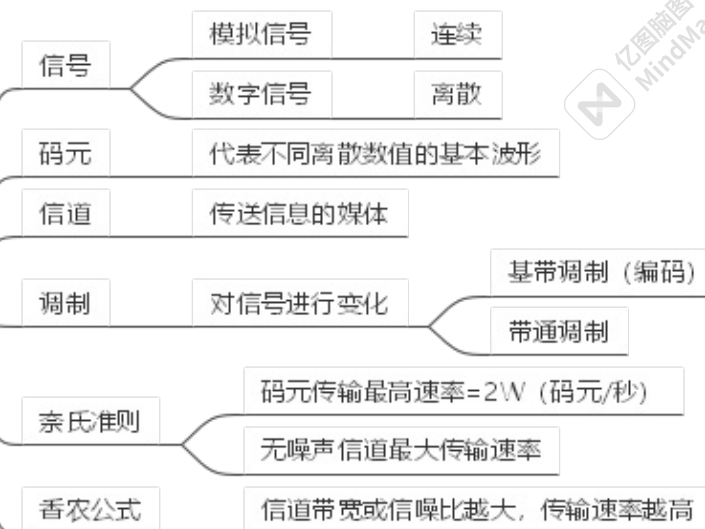 信号
模拟信号
连续
数字信号
离散
码元
代表不同离散数值的基本波形
信道
传送信息的媒体
调制
对信号进行变化
基带调制（编码）
带通调制
奈氏准则
码元传输最高速率=2W（码元/秒）
无噪声信道最大传输速率
香农公式
信道带宽或信噪比越大，传输速率越高
亿图脑图
MindMa